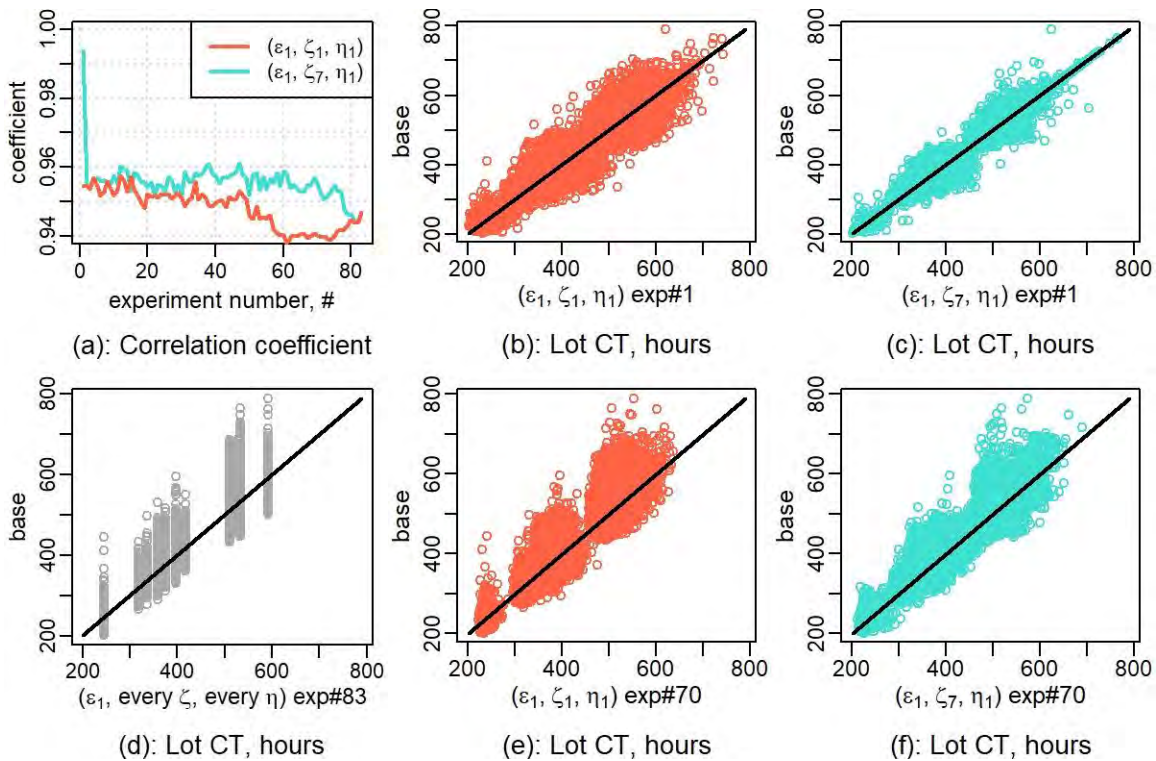 1.00
0.98
0.96
0.94
coefficient
(ε₁, ζ₁, η₁)
(ε₁, ζ₇, η₁)
0 20 40 60 80
experiment number, #
(a): Correlation coefficient
800
600
400
200
base
200 400 600 800
(ε₁, ζ₁, η₁) exp#1
(b): Lot CT, hours
800
600
400
200
base
200 400 600 800
(ε₁, ζ₇, η₁) exp#1
(c): Lot CT, hours
800
600
400
200
base
200 400 600 800
(ε₁, every ζ, every η) exp#83
(d): Lot CT, hours
800
600
400
200
base
200 400 600 800
(ε₁, ζ₁, η₁) exp#70
(e): Lot CT, hours
800
600
400
200
base
200 400 600 800
(ε₁, ζ₇, η₁) exp#70
(f): Lot CT, hours